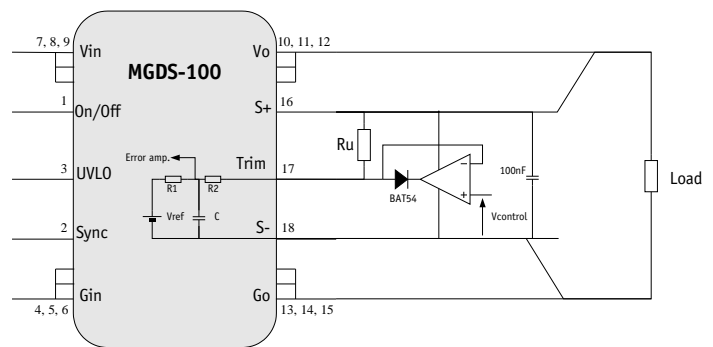 7, 8, 9
Vin
Vo
10, 11, 12
MGDS-100
1
On/Off
S+
16
Ru
Error amp.
Trim
17
3
UVLO
R1
R2
BAT54
-
+
100nF
Load
Vref
C
Vcontrol
2
Sync
S-
18
Gin
Go
4, 5, 6
13, 14, 15